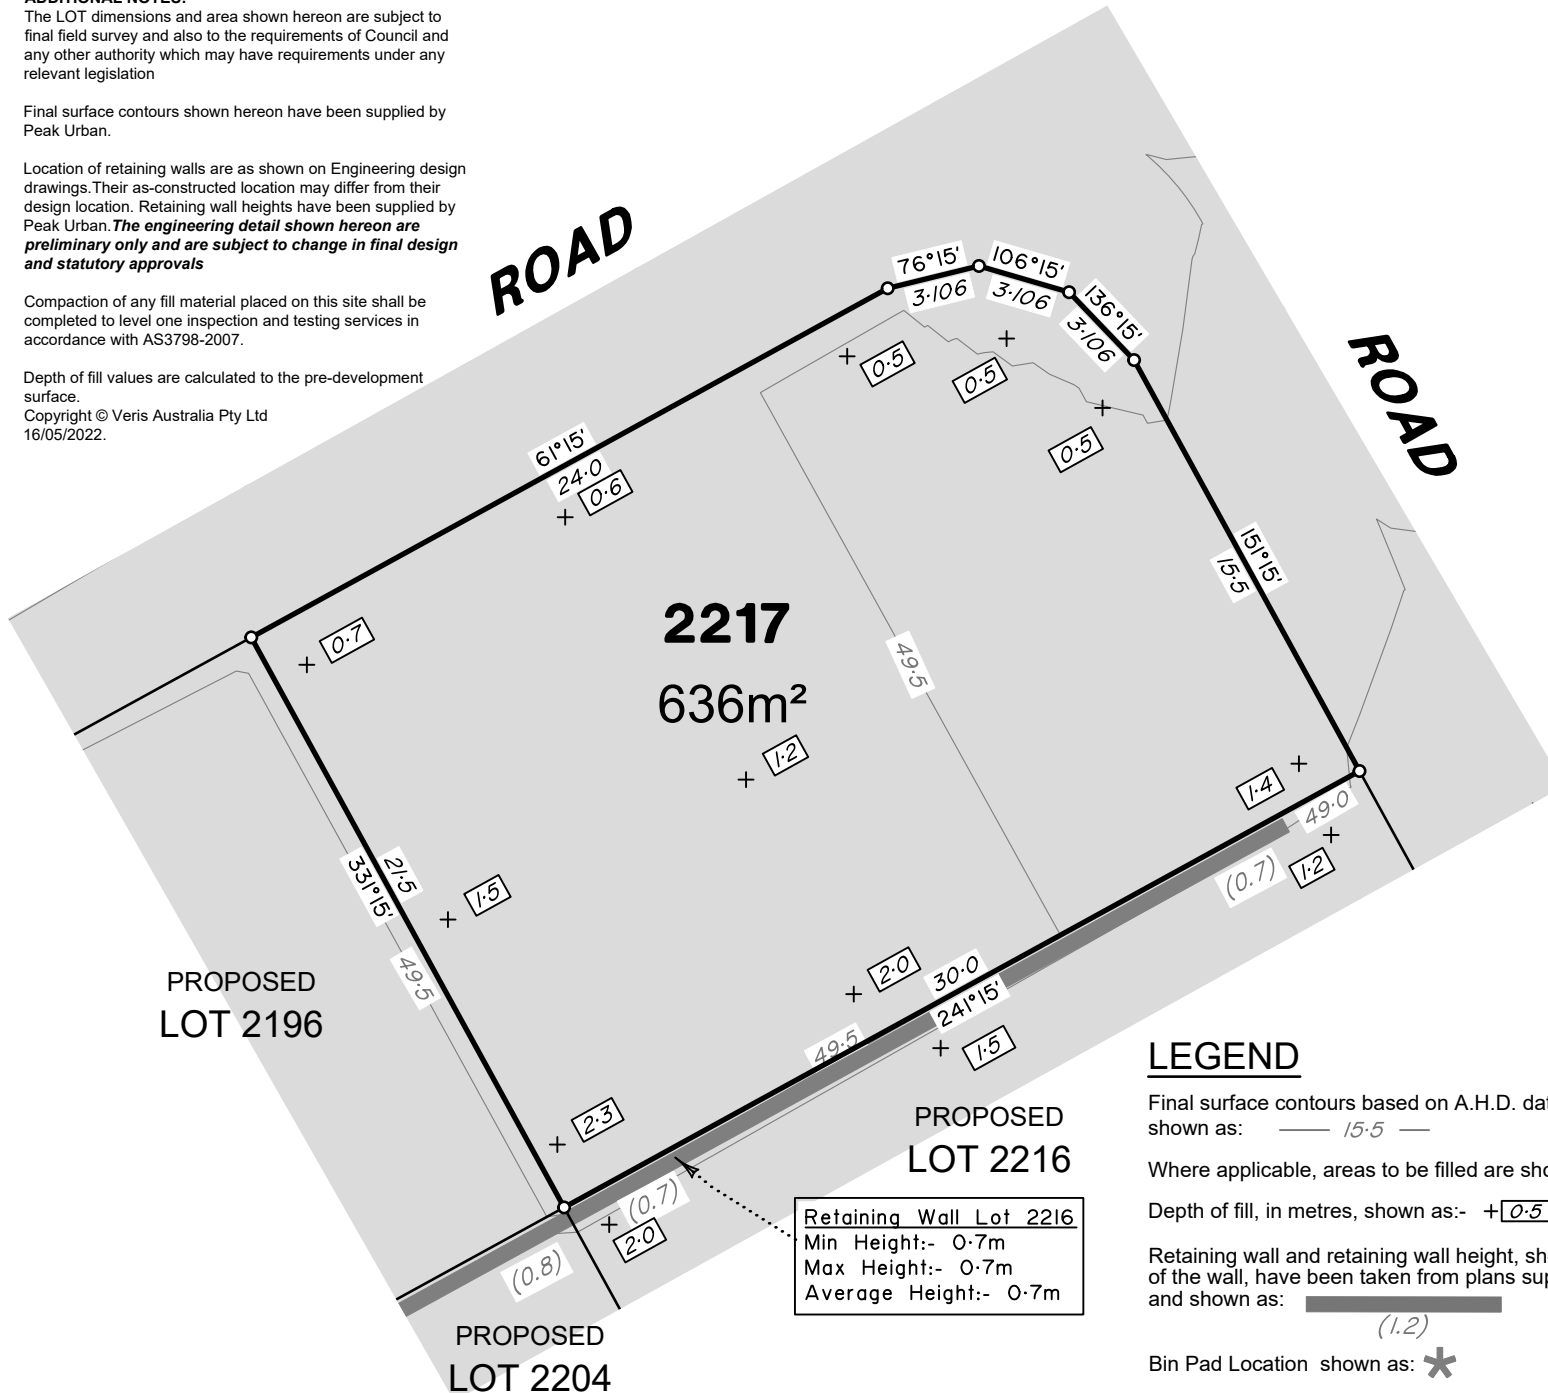 ADDITIONAL NOTES:
The LOT dimensions and area shown hereon are subject to
final field survey and also to the requirements of Council and
any other authority which may have requirements under any
relevant legislation
Final surface contours shown hereon have been supplied by
Peak Urban.
Location of retaining walls are as shown on Engineering design
drawings.Their as-constructed location may differ from their
design location. Retaining wall heights have been supplied by
Peak Urban.The engineering detail shown hereon are
preliminary only and are subject to change in final design
and statutory approvals
Compaction of any fill material placed on this site shall be
completed to level one inspection and testing services in
accordance with AS3798-2007.
Depth of fill values are calculated to the pre-development
surface.
Copyright © Veris Australia Pty Ltd
16/05/2022.
ROAD
76°15'
3·106
106°15'
3·106
136°15'
3·106
ROAD
0·5
0·5
0·5
61°15'
24·0
0·6
151°15'
15·5
0·7
2217
636m²
49·5
1·2
1·4
49·0
1·2
(0.7)
21·5
331°15'
1·5
49·5
PROPOSED
LOT 2196
2·0
30·0
241°15'
49·5
1·5
2·3
PROPOSED
LOT 2216
(0.7)
2·0
(0.8)
Retaining Wall Lot 2216
Min Height:- 0·7m
Max Height:- 0·7m
Average Height:- 0·7m
PROPOSED
LOT 2204
LEGEND
Final surface contours based on A.H.D. dat
shown as: 15·5
Where applicable, areas to be filled are sho
Depth of fill, in metres, shown as:- +0·5
Retaining wall and retaining wall height, sh
of the wall, have been taken from plans sup
and shown as:
(1.2)
Bin Pad Location shown as: